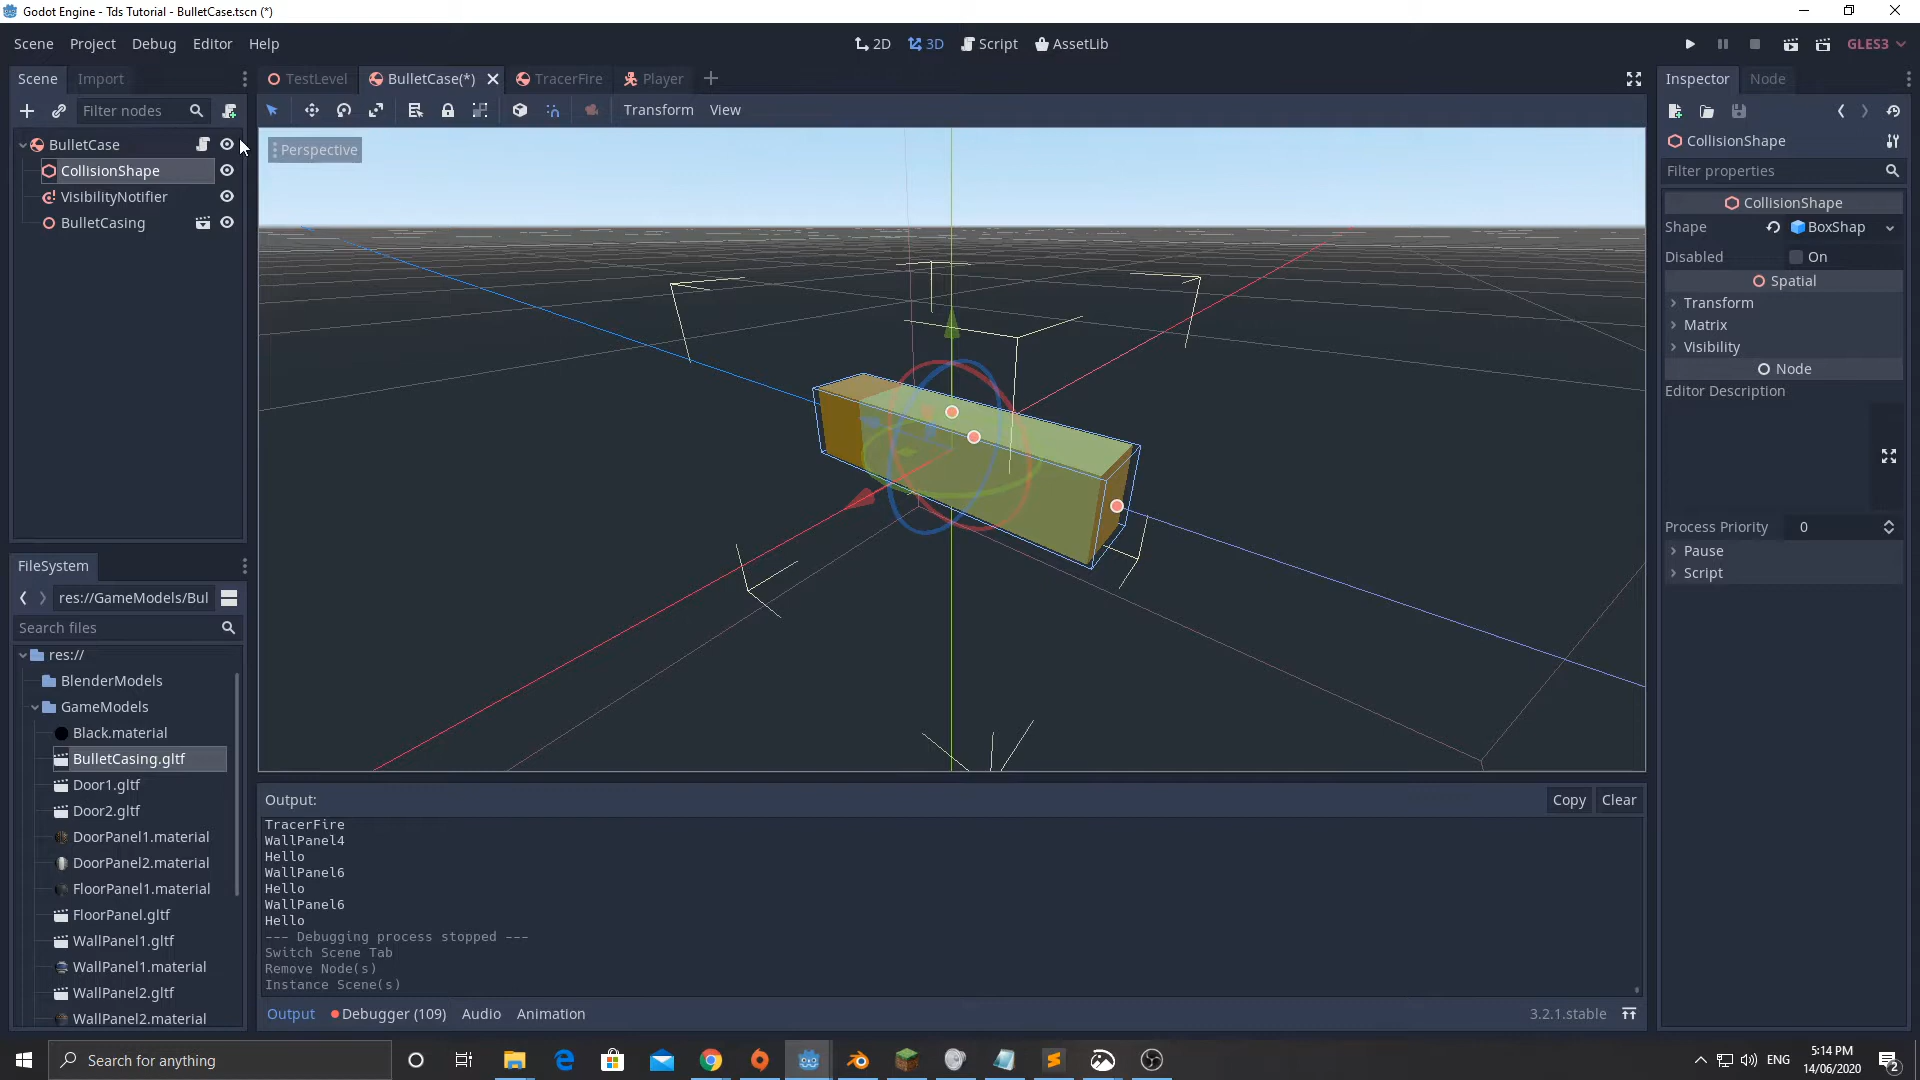 Godot Engine - Tds Tutorial - BulletCase.tscn (*)
Scene Project Debug Editor Help
2D 3D Script AssetLib
GLES3
Scene Import
TestLevel BulletCase(*) TracerFire Player
Inspector Node
Filter nodes
Transform View
BulletCase
CollisionShape
VisibilityNotifier
BulletCasing
Perspective
CollisionShape
Filter properties
CollisionShape
Shape BoxShap
Disabled On
Spatial
Transform
Matrix
Visibility
Node
Editor Description
Process Priority 0
Pause
Script
FileSystem
res://GameModels/Bul
Search files
res://
BlenderModels
GameModels
Black.material
BulletCasing.gltf
Door1.gltf
Door2.gltf
DoorPanel1.material
DoorPanel2.material
FloorPanel1.material
FloorPanel.gltf
WallPanel1.gltf
WallPanel1.material
WallPanel2.gltf
WallPanel2.material
Output:
Copy Clear
TracerFire
WallPanel4
Hello
WallPanel6
Hello
WallPanel6
Hello
--- Debugging process stopped ---
Switch Scene Tab
Remove Node(s)
Instance Scene(s)
Output Debugger (109) Audio Animation
3.2.1.stable
Search for anything
ENG
5:14 PM
14/06/2020
2